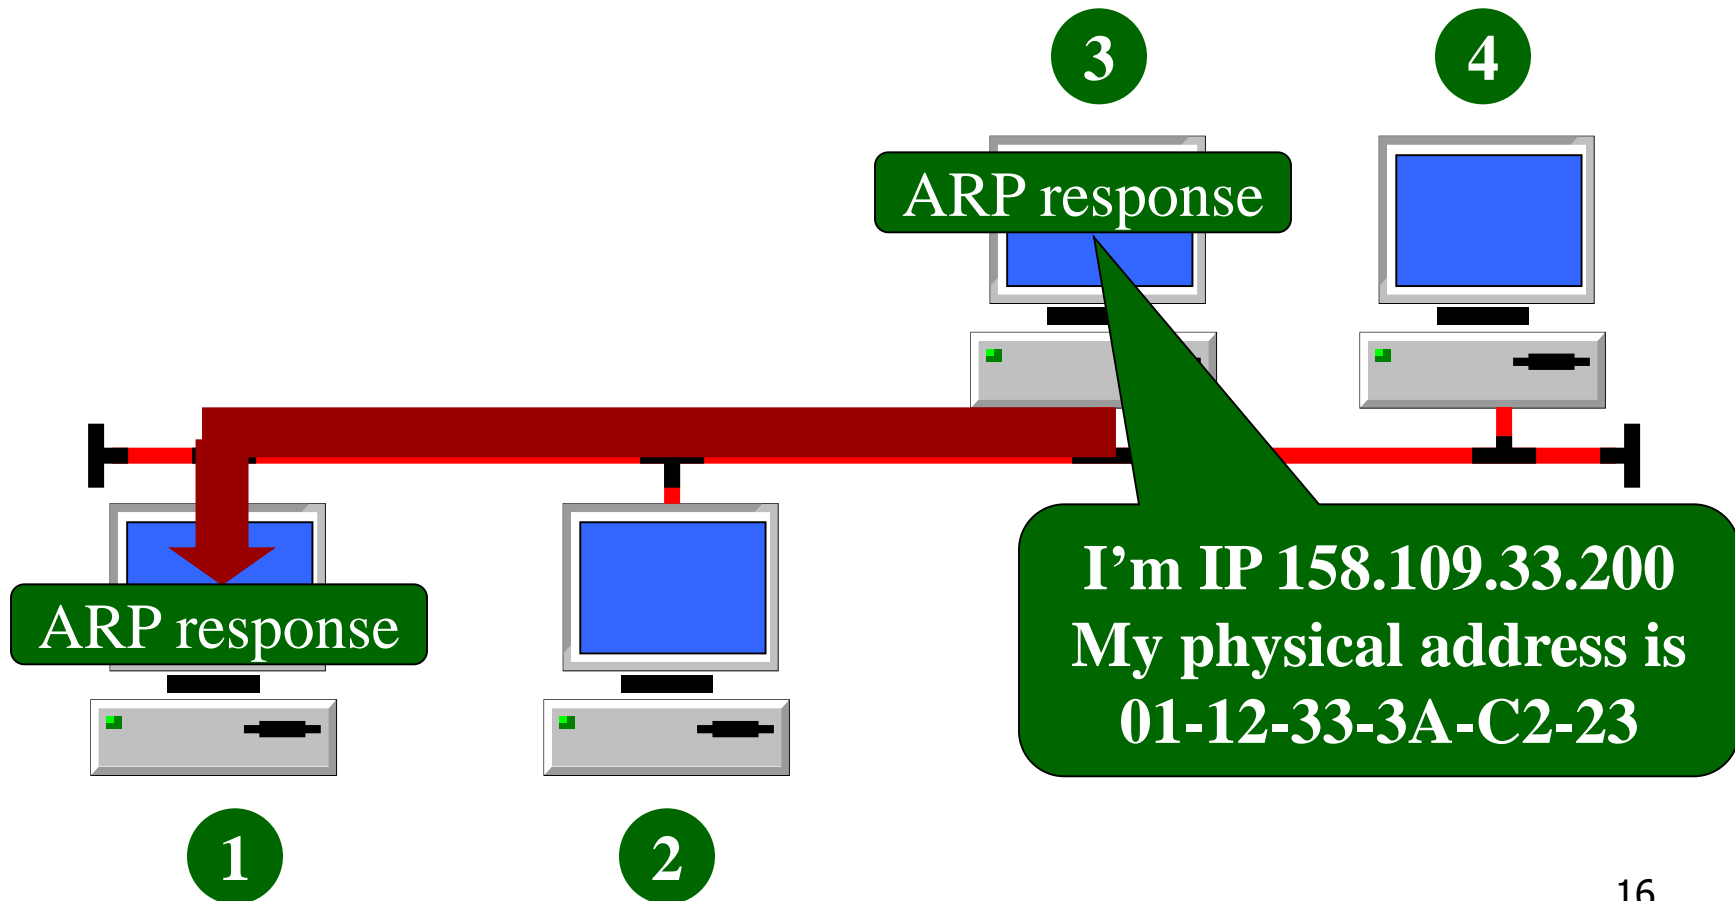 3
4
ARP response
ARP response
I’m IP 158.109.33.200
My physical address is
01-12-33-3A-C2-23
1
2
16